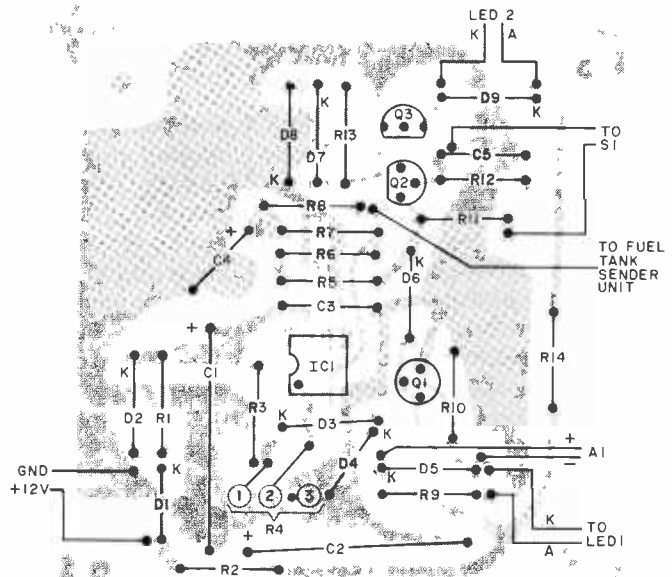 LED 2
K A
D9
K
Q3
K
D8
D7
R13
K
TO
S1
C5
R12
Q2
R8
R11
+
R7
C4
R6
K
D6
TO FUEL
TANK
SENDER
UNIT
R5
C3
+
C1
IC1
R14
K
D2
R1
R3
Q1
R10
K
D3
K
D4
+
A1
−
K
D5
GND
+12V
K
D1
1 2 3
R4
R9
K
TO
LED1
A
+
C2
R2